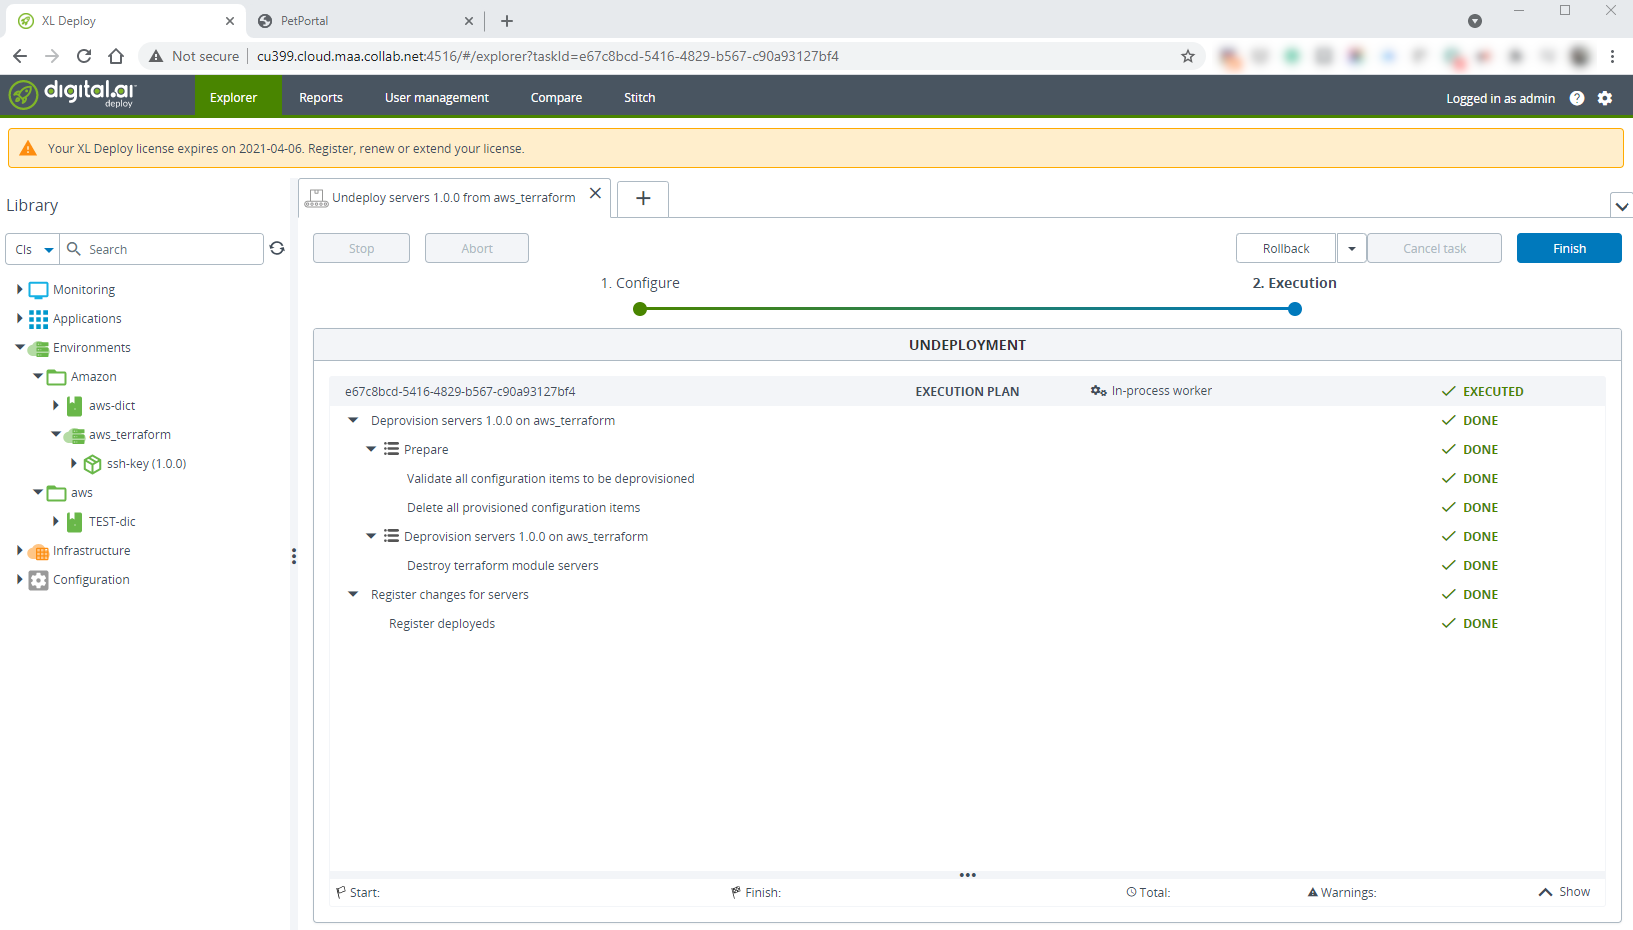 XL Deploy
PetPortal
Not secure
cu399.cloud.maa.collab.net:4516/#/explorer?taskId=e67c8bcd-5416-4829-b567-c90a93127bf4
digital.ai
deploy
Explorer
Reports
User management
Compare
Stitch
Logged in as admin
Your XL Deploy license expires on 2021-04-06. Register, renew or extend your license.
Library
CIs
Search
Monitoring
Applications
Environments
Amazon
aws-dict
aws_terraform
ssh-key (1.0.0)
aws
TEST-dic
Infrastructure
Configuration
Undeploy servers 1.0.0 from aws_terraform
Stop
Abort
Rollback
Cancel task
Finish
1. Configure
2. Execution
UNDEPLOYMENT
e67c8bcd-5416-4829-b567-c90a93127bf4 EXECUTION PLAN In-process worker EXECUTED
Deprovision servers 1.0.0 on aws_terraform DONE
Prepare DONE
Validate all configuration items to be deprovisioned DONE
Delete all provisioned configuration items DONE
Deprovision servers 1.0.0 on aws_terraform DONE
Destroy terraform module servers DONE
Register changes for servers DONE
Register deployeds DONE
Start: Finish: Total: Warnings: Show